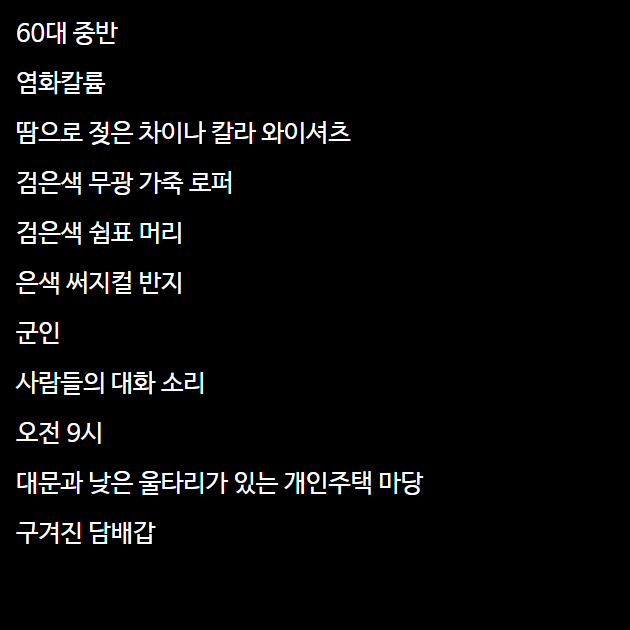 60대 중반
염화칼륨
땀으로 젖은 차이나 칼라 와이셔츠
검은색 무광 가죽 로퍼
검은색 쉼표 머리
은색 써지컬 반지
군인
사람들의 대화 소리
오전 9시
대문과 낮은 울타리가 있는 개인주택 마당
구겨진 담배갑